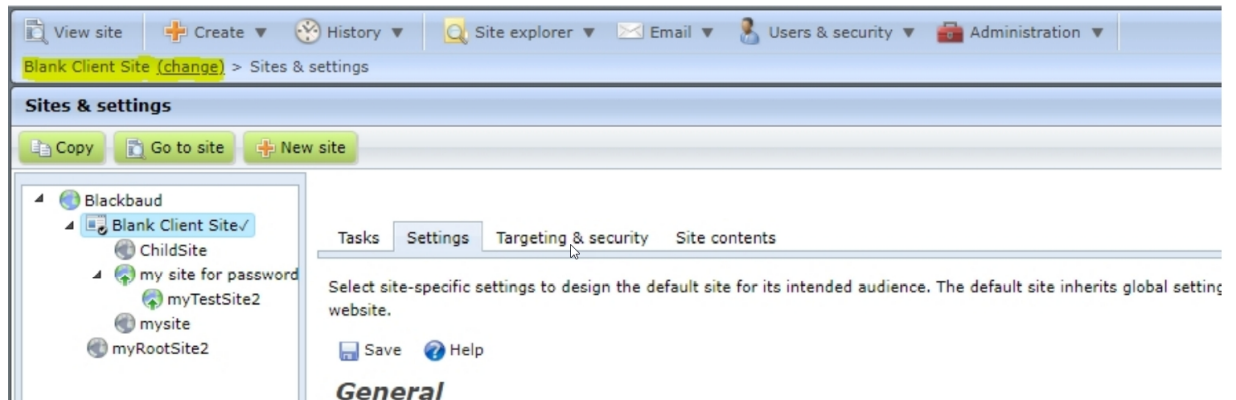 View site Create ▼ History ▼ Site explorer ▼ Email ▼ Users & security ▼ Administration ▼
Blank Client Site (change) > Sites & settings
Sites & settings
Copy Go to site New site
Blackbaud
Blank Client Site✓
ChildSite
my site for password
myTestSite2
mysite
myRootSite2
Tasks Settings Targeting & security Site contents
Select site-specific settings to design the default site for its intended audience. The default site inherits global setting
website.
Save Help
General